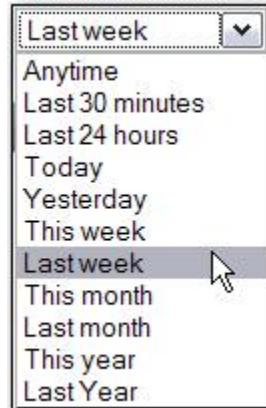 Last week
Anytime
Last 30 minutes
Last 24 hours
Today
Yesterday
This week
Last week
This month
Last month
This year
Last Year